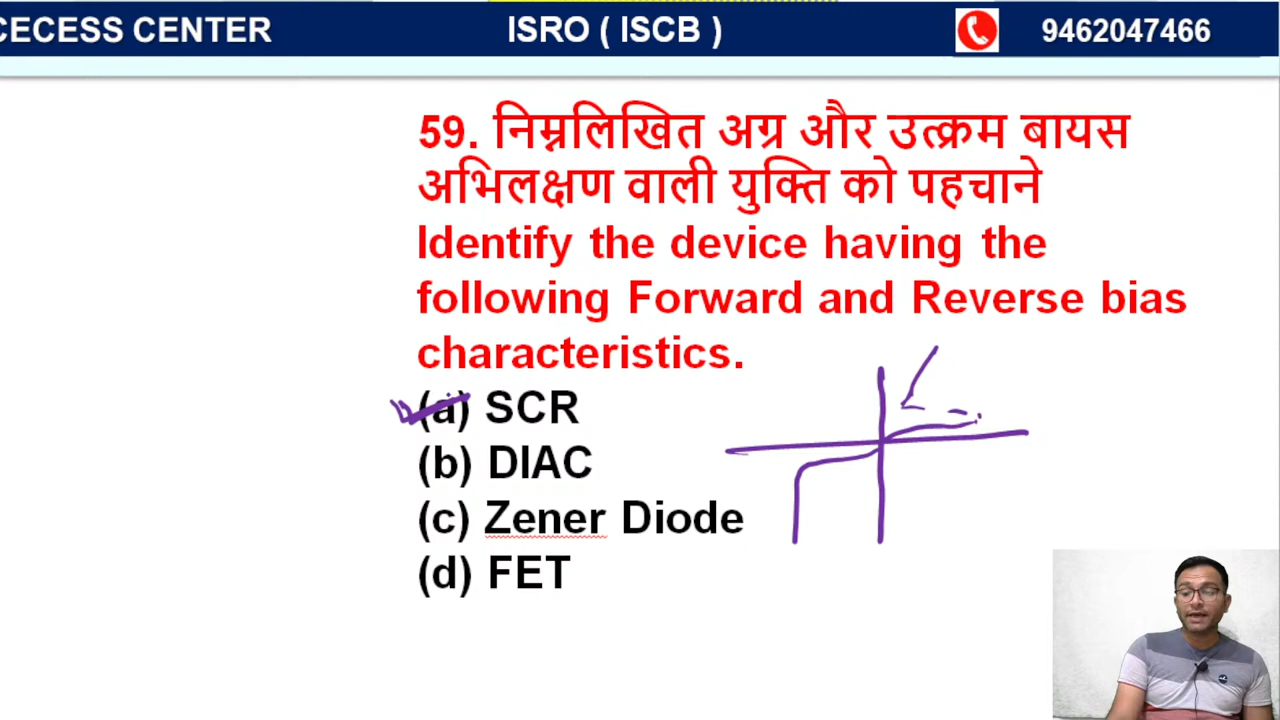 CECESS CENTER
ISRO ( ISCB )
9462047466
59. निम्नलिखित अग्र और उत्क्रम बायस
अभिलक्षण वाली युक्ति को पहचाने
Identify the device having the
following Forward and Reverse bias
characteristics.
(a) SCR
(b) DIAC
(c) Zener Diode
(d) FET